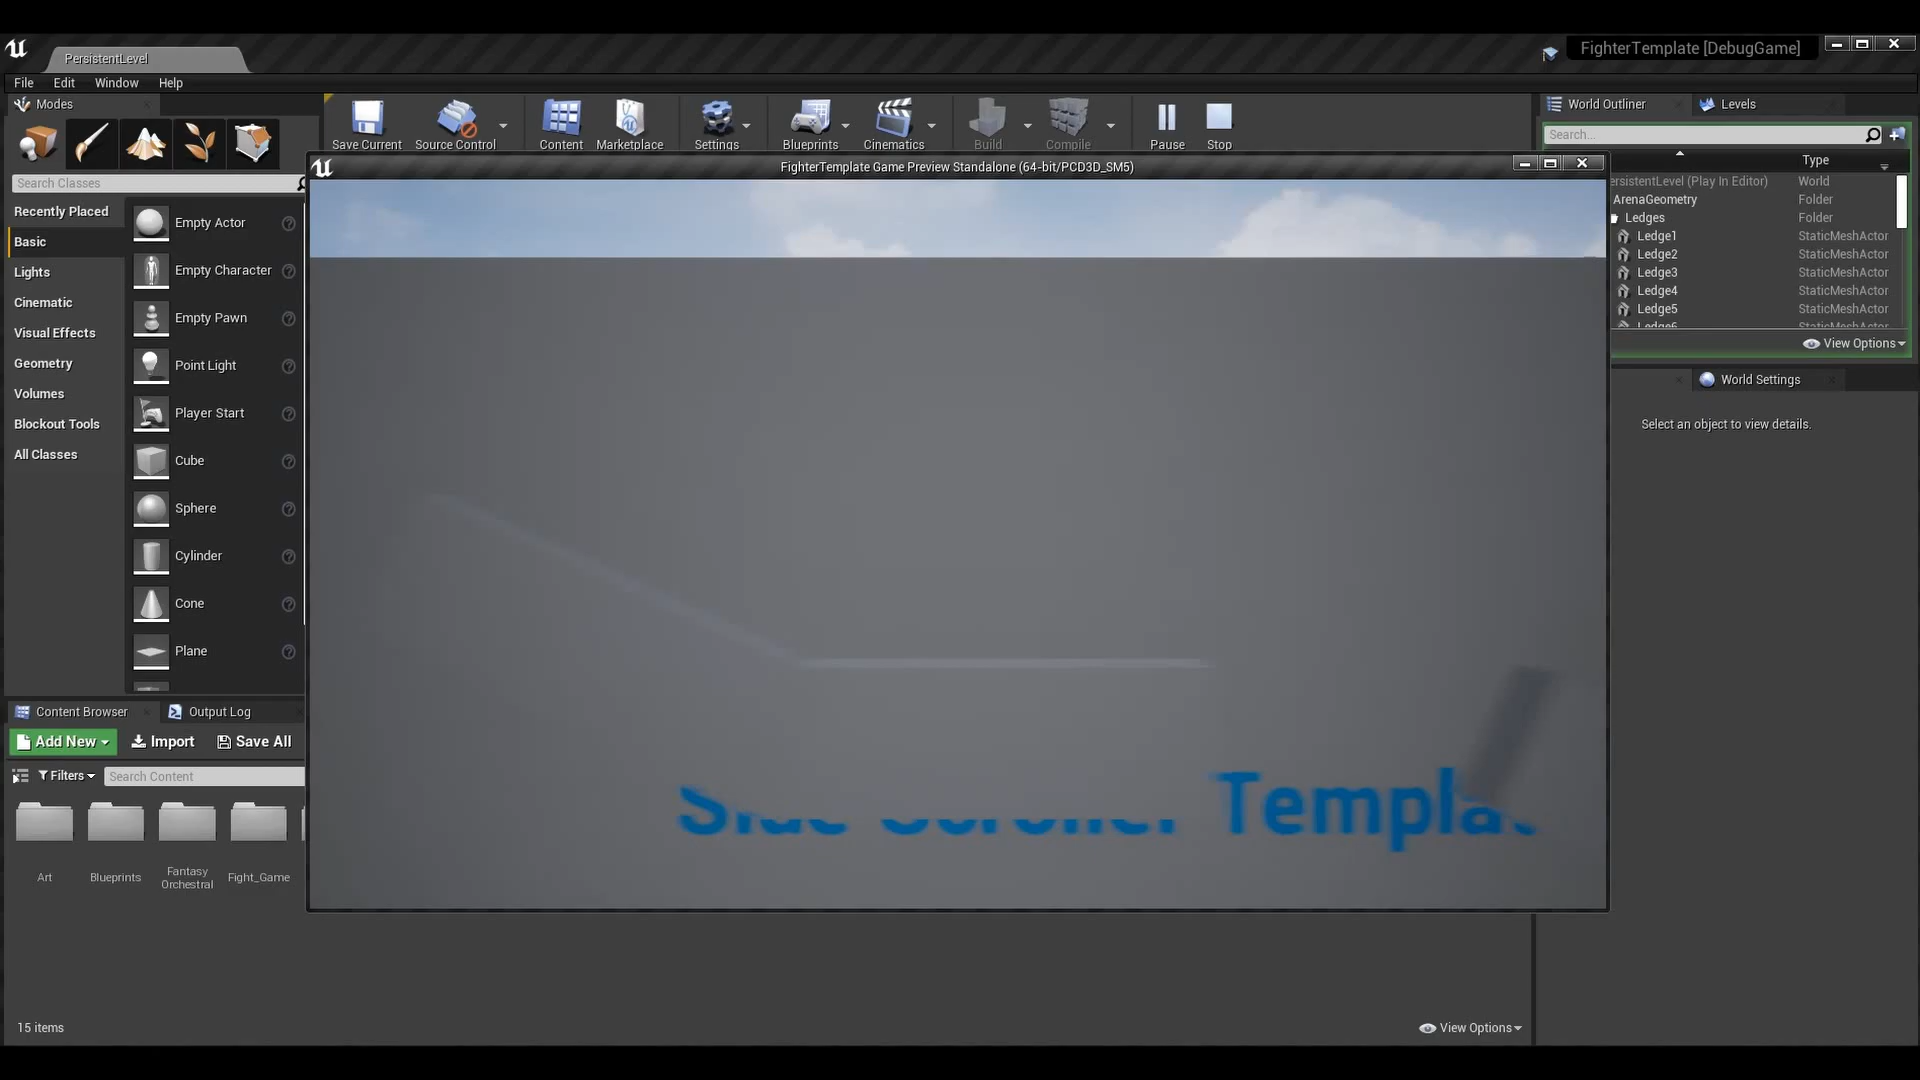 PersistentLevel
FighterTemplate [DebugGame]
File Edit Window Help
Modes
World Outliner
Levels
Save Current
Source Control
Content
Marketplace
Settings
Blueprints
Cinematics
Build
Compile
Pause
Stop
Search...
FighterTemplate Game Preview Standalone (64-bit/PCD3D_SM5)
Type
Search Classes
ersistentLevel (Play In Editor) World
ArenaGeometry Folder
Ledges Folder
Ledge1 StaticMeshActor
Ledge2 StaticMeshActor
Ledge3 StaticMeshActor
Ledge4 StaticMeshActor
Ledge5 StaticMeshActor
Ledge6 StaticMeshActor
View Options
World Settings
Select an object to view details.
Recently Placed
Basic
Lights
Cinematic
Visual Effects
Geometry
Volumes
Blockout Tools
All Classes
Empty Actor
Empty Character
Empty Pawn
Point Light
Player Start
Cube
Sphere
Cylinder
Cone
Plane
Side Scroller Template
Content Browser
Output Log
Add New
Import
Save All
Filters
Search Content
Art
Blueprints
Fantasy
Orchestral
Fight_Game
15 items
View Options